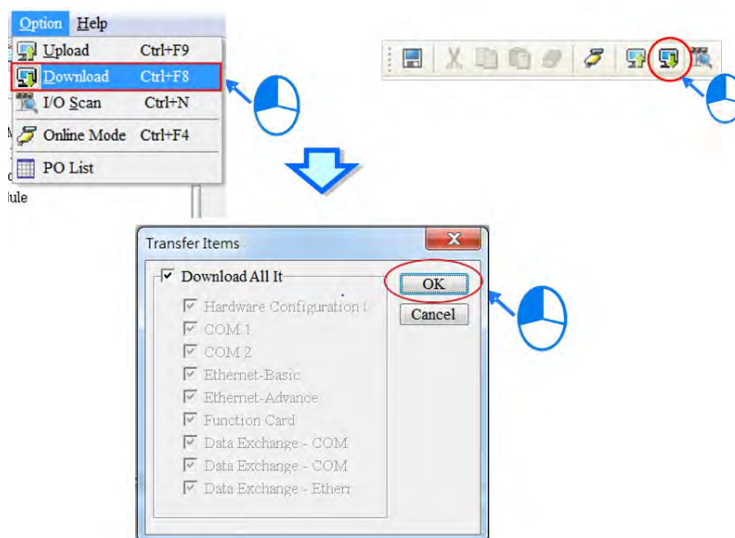 Option Help
Upload Ctrl+F9
Download Ctrl+F8
I/O Scan Ctrl+N
Online Mode Ctrl+F4
PO List
ule
Transfer Items
Download All It
OK
Hardware Configuration
Cancel
COM 1
COM 2
Ethernet-Basic
Ethernet-Advance
Function Card
Data Exchange - COM
Data Exchange - COM
Data Exchange - Ether